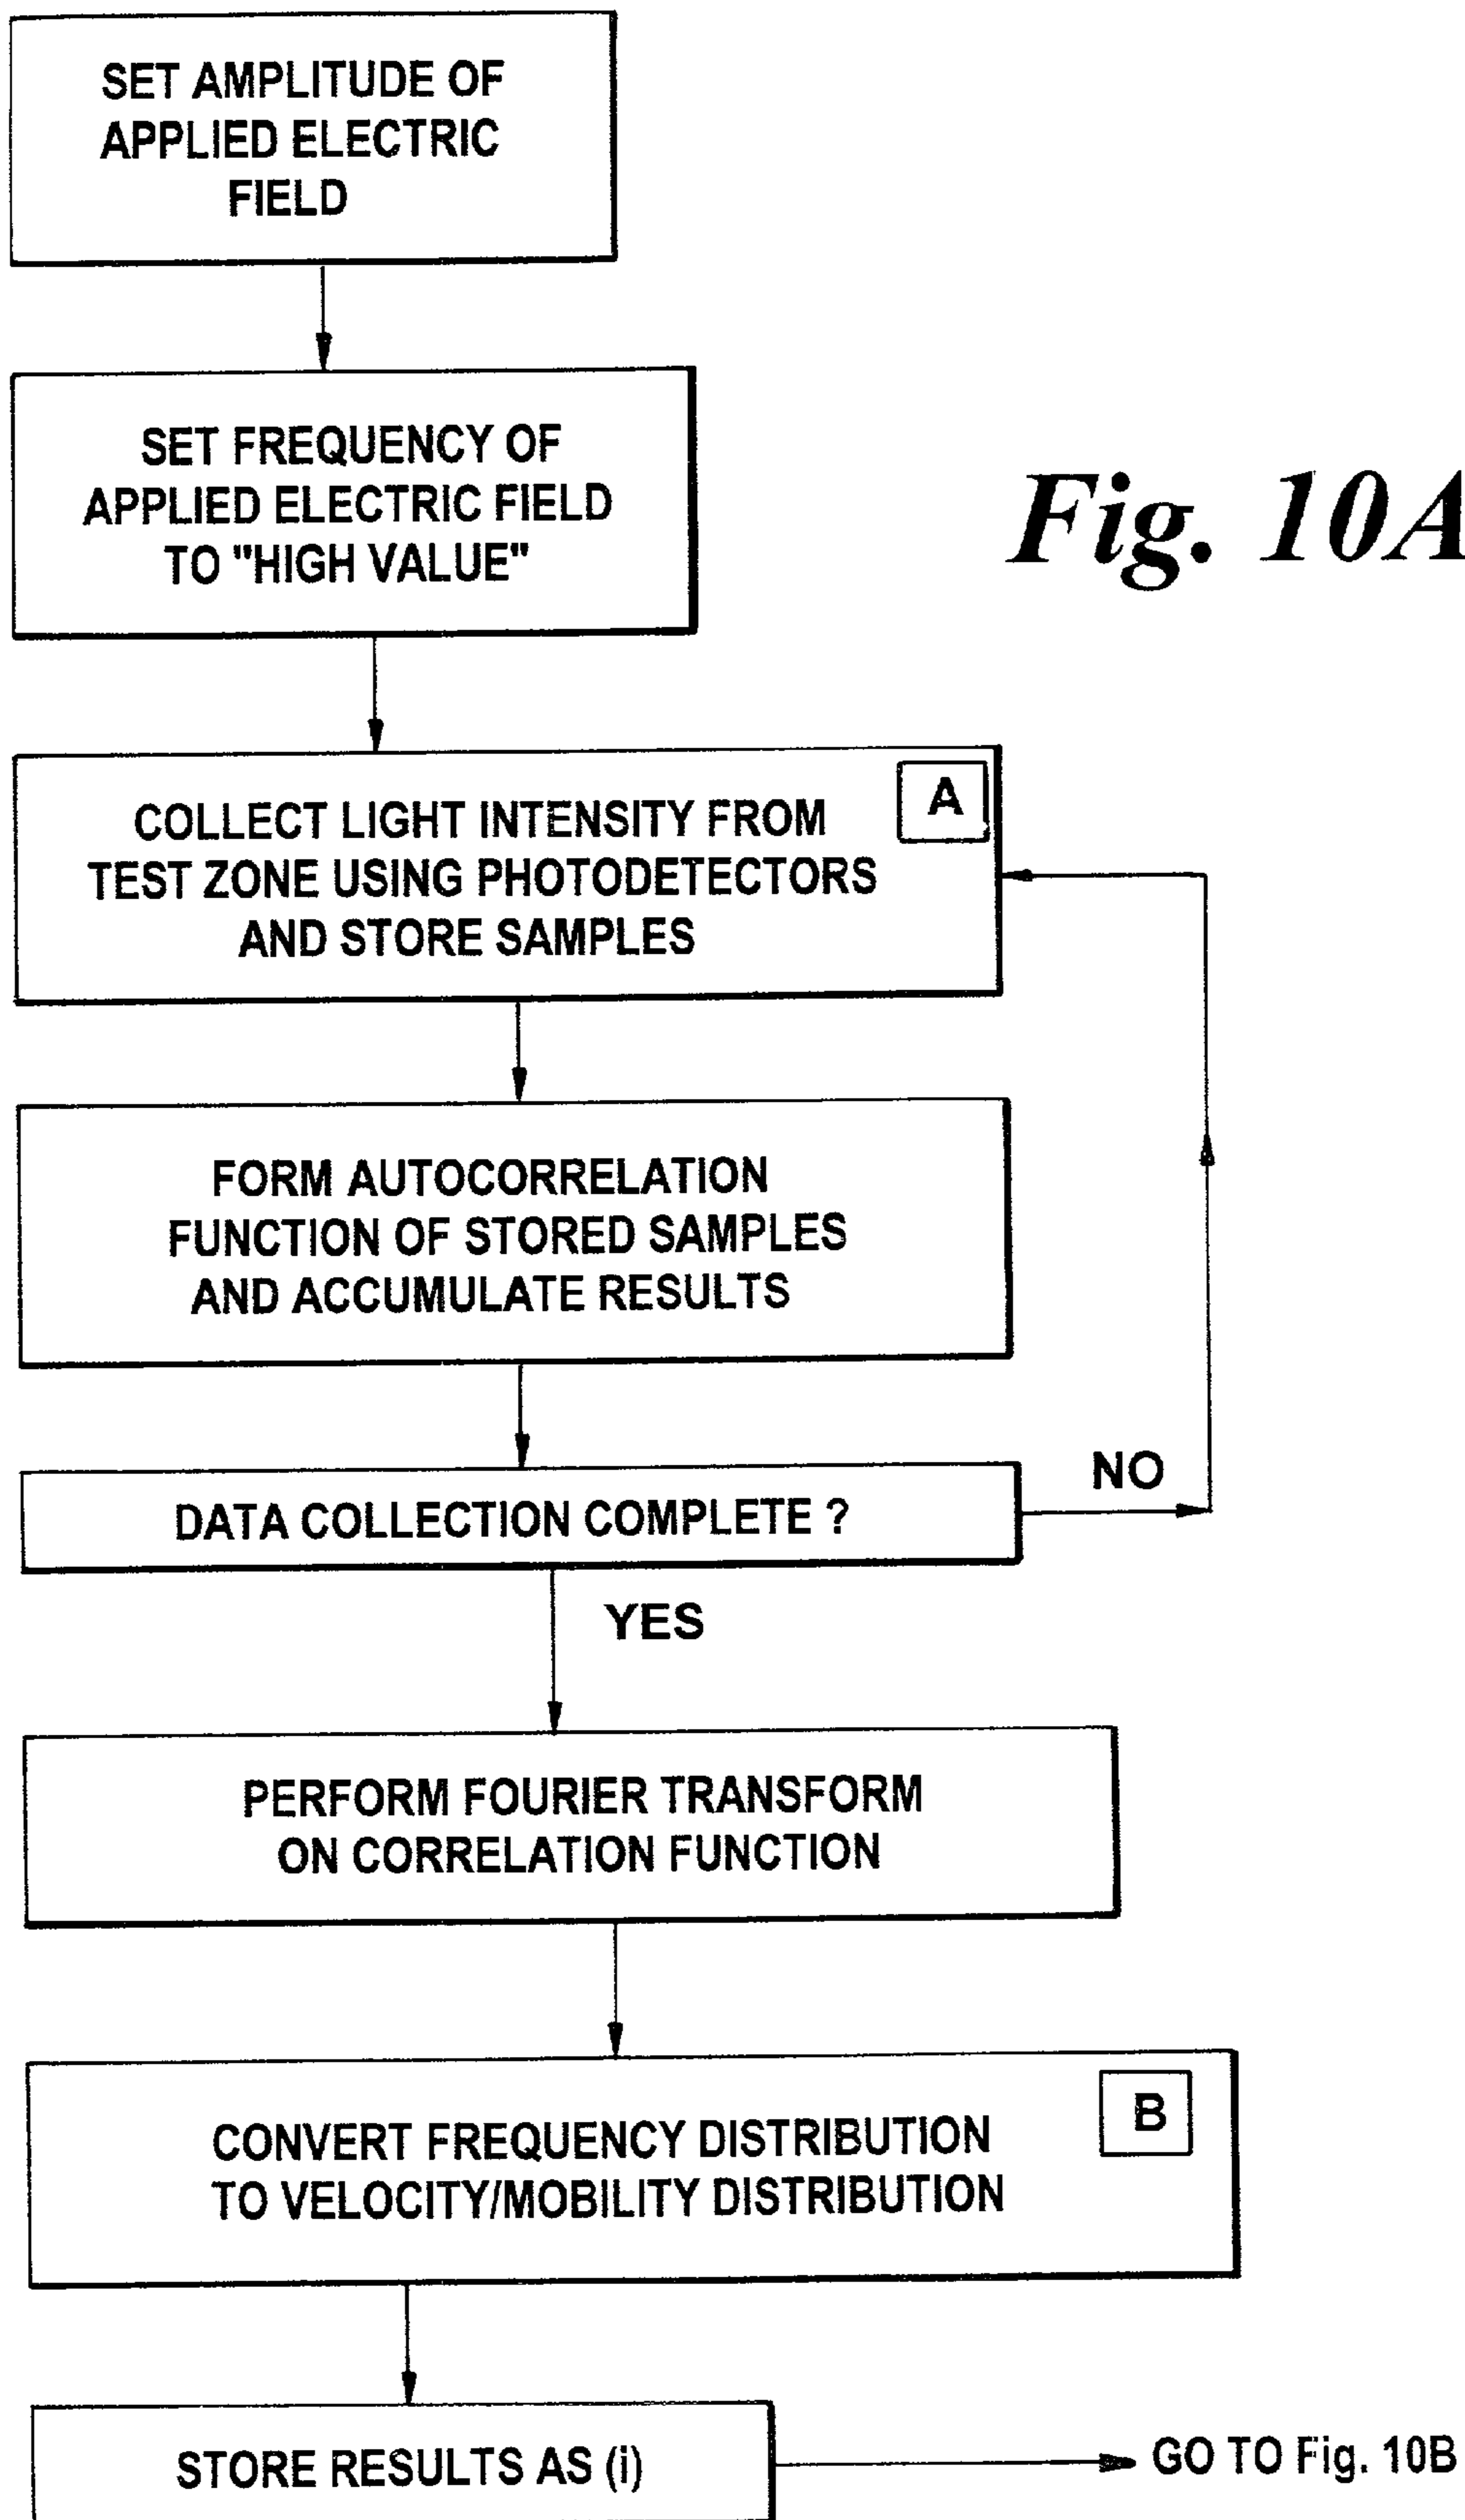 SET AMPLITUDE OF
APPLIED ELECTRIC
FIELD
SET FREQUENCY OF
APPLIED ELECTRIC FIELD
TO "HIGH VALUE"
Fig. 10A
A
COLLECT LIGHT INTENSITY FROM
TEST ZONE USING PHOTODETECTORS
AND STORE SAMPLES
FORM AUTOCORRELATION
FUNCTION OF STORED SAMPLES
AND ACCUMULATE RESULTS
DATA COLLECTION COMPLETE ?
NO
YES
PERFORM FOURIER TRANSFORM
ON CORRELATION FUNCTION
B
CONVERT FREQUENCY DISTRIBUTION
TO VELOCITY/MOBILITY DISTRIBUTION
STORE RESULTS AS (i)
GO TO Fig. 10B